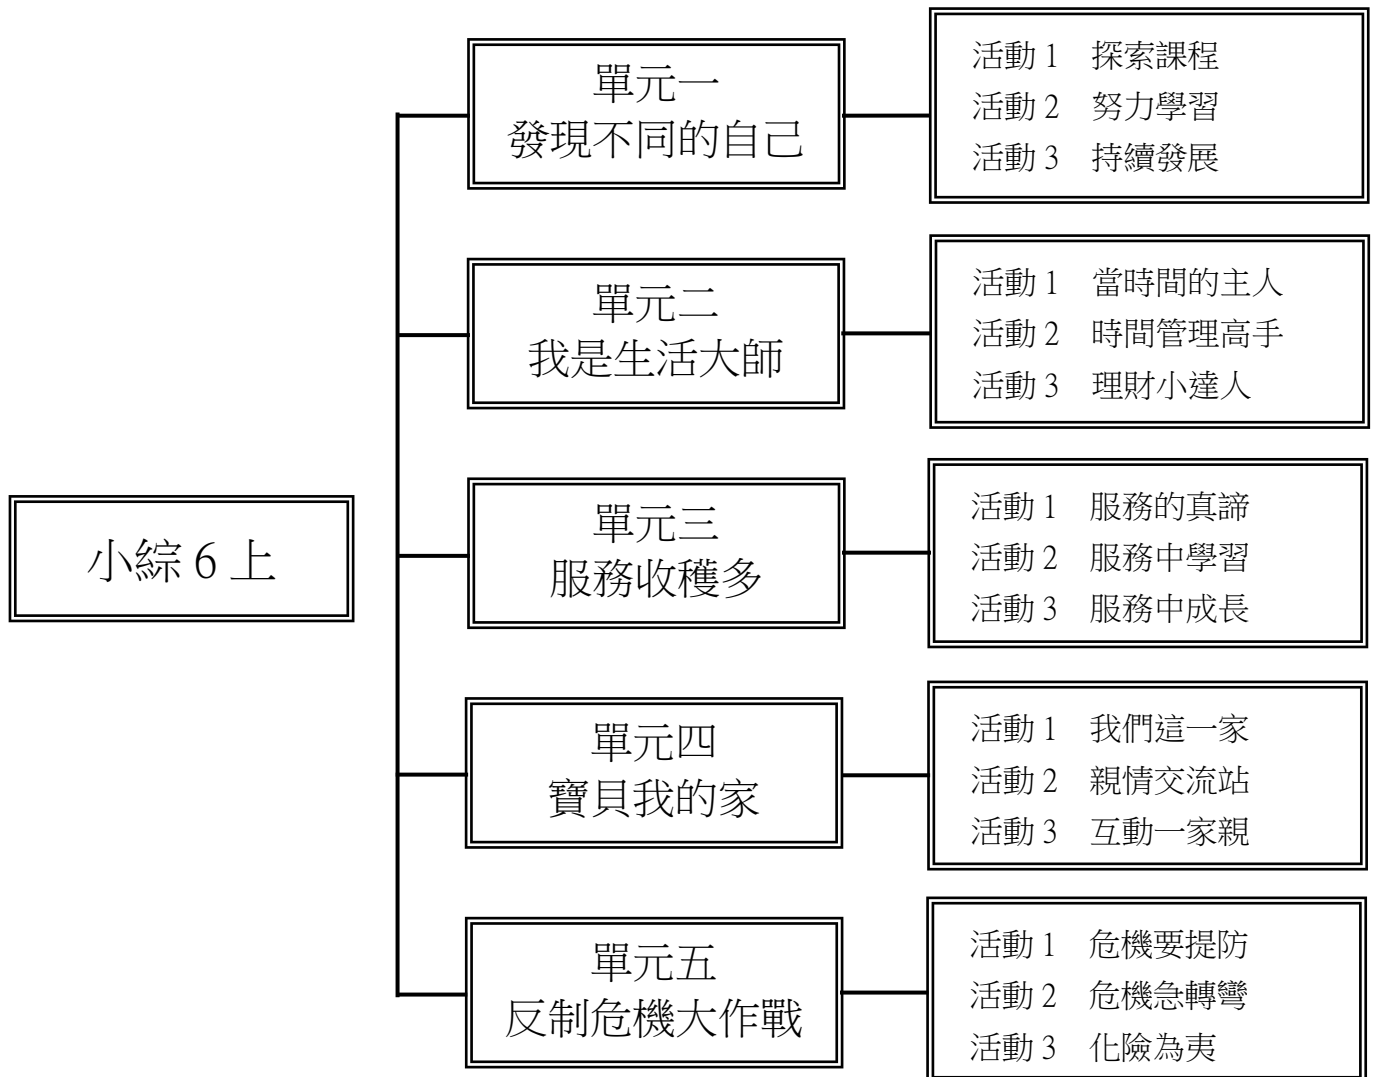 小綜 6 上
單元一
發現不同的自己
活動 1　探索課程
活動 2　努力學習
活動 3　持續發展
單元二
我是生活大師
活動 1　當時間的主人
活動 2　時間管理高手
活動 3　理財小達人
單元三
服務收穫多
活動 1　服務的真諦
活動 2　服務中學習
活動 3　服務中成長
單元四
寶貝我的家
活動 1　我們這一家
活動 2　親情交流站
活動 3　互動一家親
單元五
反制危機大作戰
活動 1　危機要提防
活動 2　危機急轉彎
活動 3　化險為夷